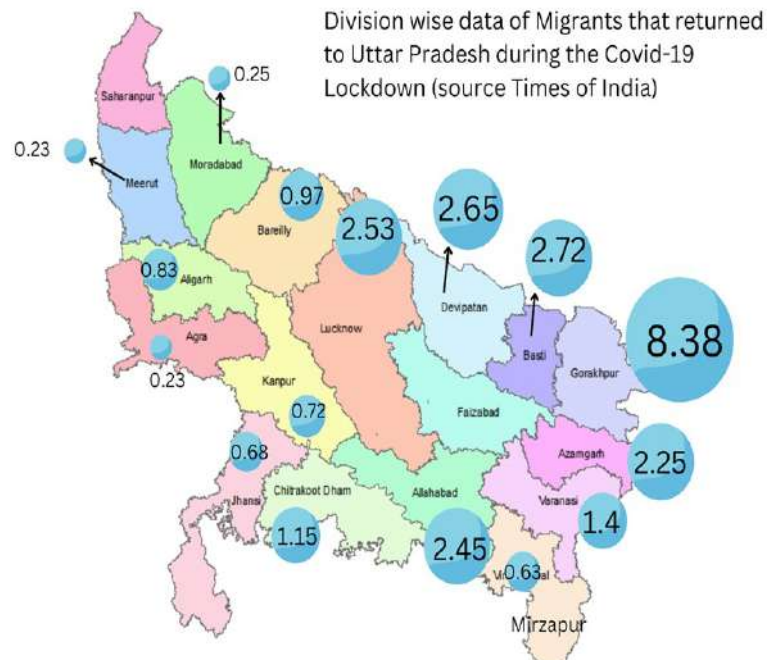 Division wise data of Migrants that returned
to Uttar Pradesh during the Covid-19
Lockdown (source Times of India)
0.25
Saharanpur
0.23
Moradabad
Meerut
0.97
2.65
2.53
Bareilly
2.72
0.83
Aligarh
Devipatan
Lucknow
Agra
8.38
Basti
Gorakhpur
0.23
Kanpur
0.72
Faizabad
0.68
Azamgarh
2.25
Jhansi
Chitrakoot Dham
Allahabad
Varanasi
1.4
1.15
2.45
0.63
Mirzapur